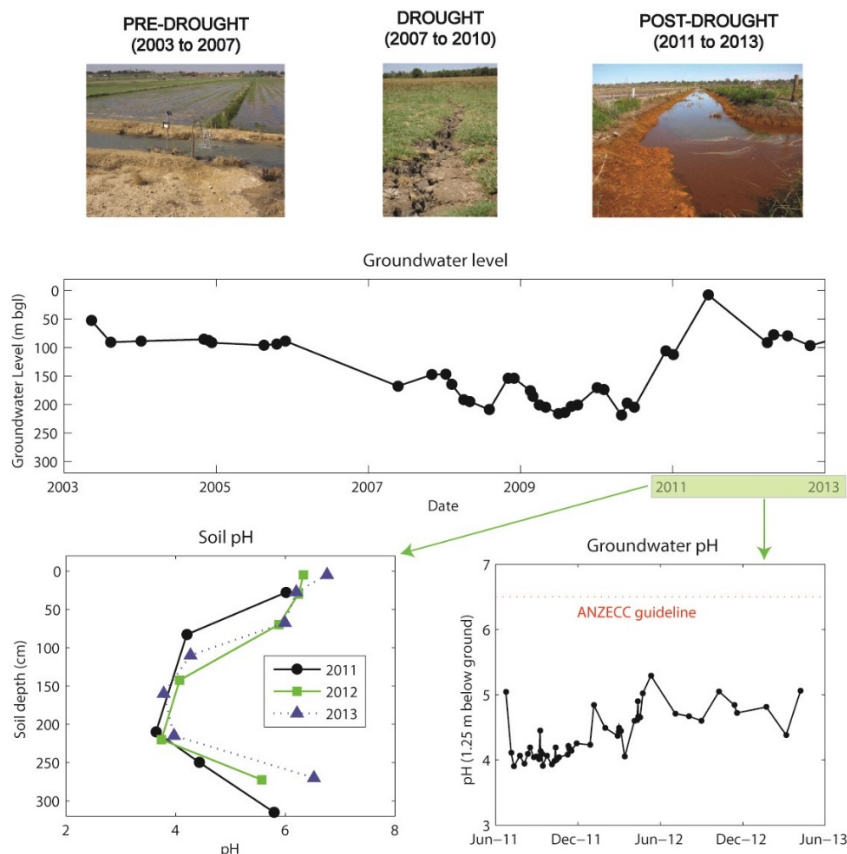 PRE-DROUGHT
(2003 to 2007)
DROUGHT
(2007 to 2010)
POST-DROUGHT
(2011 to 2013)
Groundwater level
Groundwater Level (m bgl)
0
50
100
150
200
250
300
2003
2005
2007
2009
2011
2013
Date
Soil pH
Soil depth (cm)
0
50
100
150
200
250
300
2011
2012
2013
2
4
6
8
pH
Groundwater pH
pH (1.25 m below ground)
7
6
5
4
3
ANZECC guideline
Jun-11
Dec-11
Jun-12
Dec-12
Jun-13